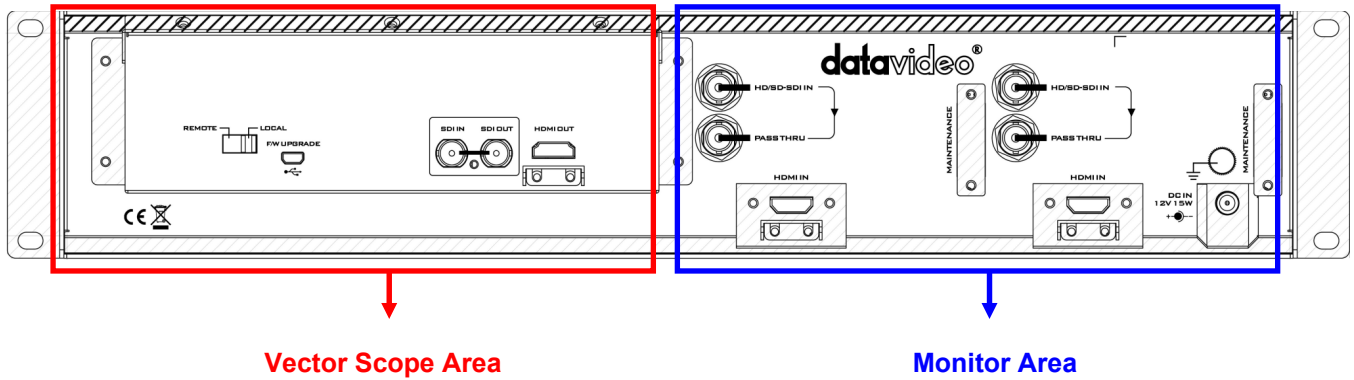 datavideo®
HD/SD-SDI IN
PASS THRU
HD/SD-SDI IN
PASS THRU
MAINTENANCE
MAINTENANCE
REMOTE
LOCAL
F/W UPGRADE
SDI IN
SDI OUT
HDMI OUT
HDMI IN
HDMI IN
DC IN
12V 15W
+ -
CE
Vector Scope Area
Monitor Area